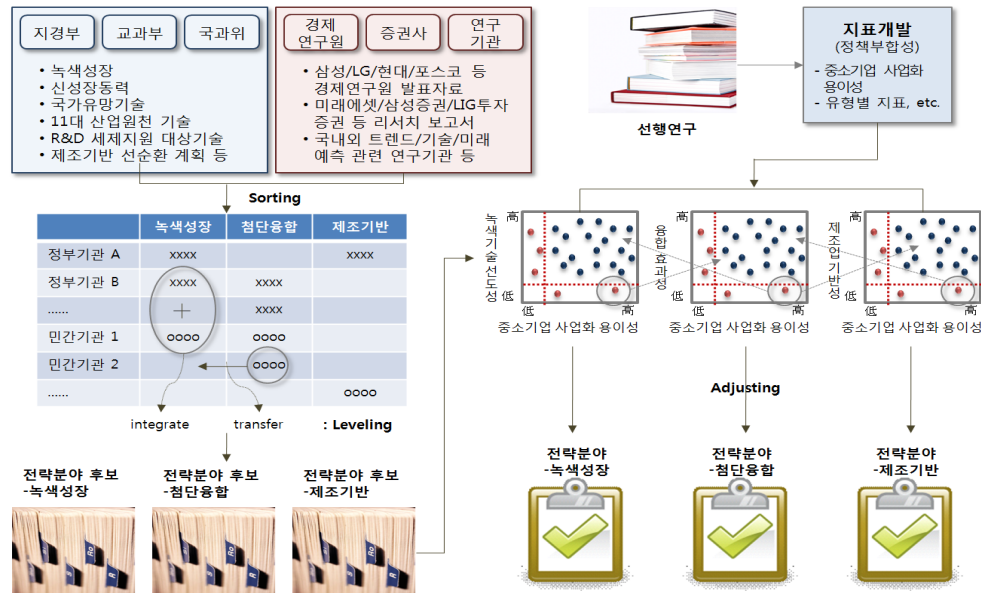 지경부
교과부
국과위
• 녹색성장
• 신성장동력
• 국가유망기술
• 11대 산업원천 기술
• R&D 세제지원 대상기술
• 제조기반 선순환 계획 등
경제
연구원
증권사
연구
기관
• 삼성/LG/현대/포스코 등
경제연구원 발표자료
• 미래에셋/삼성증권/LIG투자
증권 등 리서치 보고서
• 국내외 트렌드/기술/미래
예측 관련 연구기관 등
선행연구
지표개발
(정책부합성)
- 중소기업 사업화
용이성
- 유형별 지표, etc.
Sorting
녹색성장 첨단융합 제조기반
정부기관 A xxxx xxxx
정부기관 B xxxx xxxx
...... + xxxx
민간기관 1 oooo oooo
민간기관 2 oooo
...... oooo
integrate
transfer
: Leveling
전략분야 후보
-녹색성장
전략분야 후보
-첨단융합
전략분야 후보
-제조기반
Ro
S
R
Ro
S
R
Ro
S
R
녹색기술선도성
高
低
低
高
중소기업 사업화 용이성
융합효과성
高
低
低
高
중소기업 사업화 용이성
제조업기반성
高
低
低
高
중소기업 사업화 용이성
Adjusting
전략분야
-녹색성장
전략분야
-첨단융합
전략분야
-제조기반